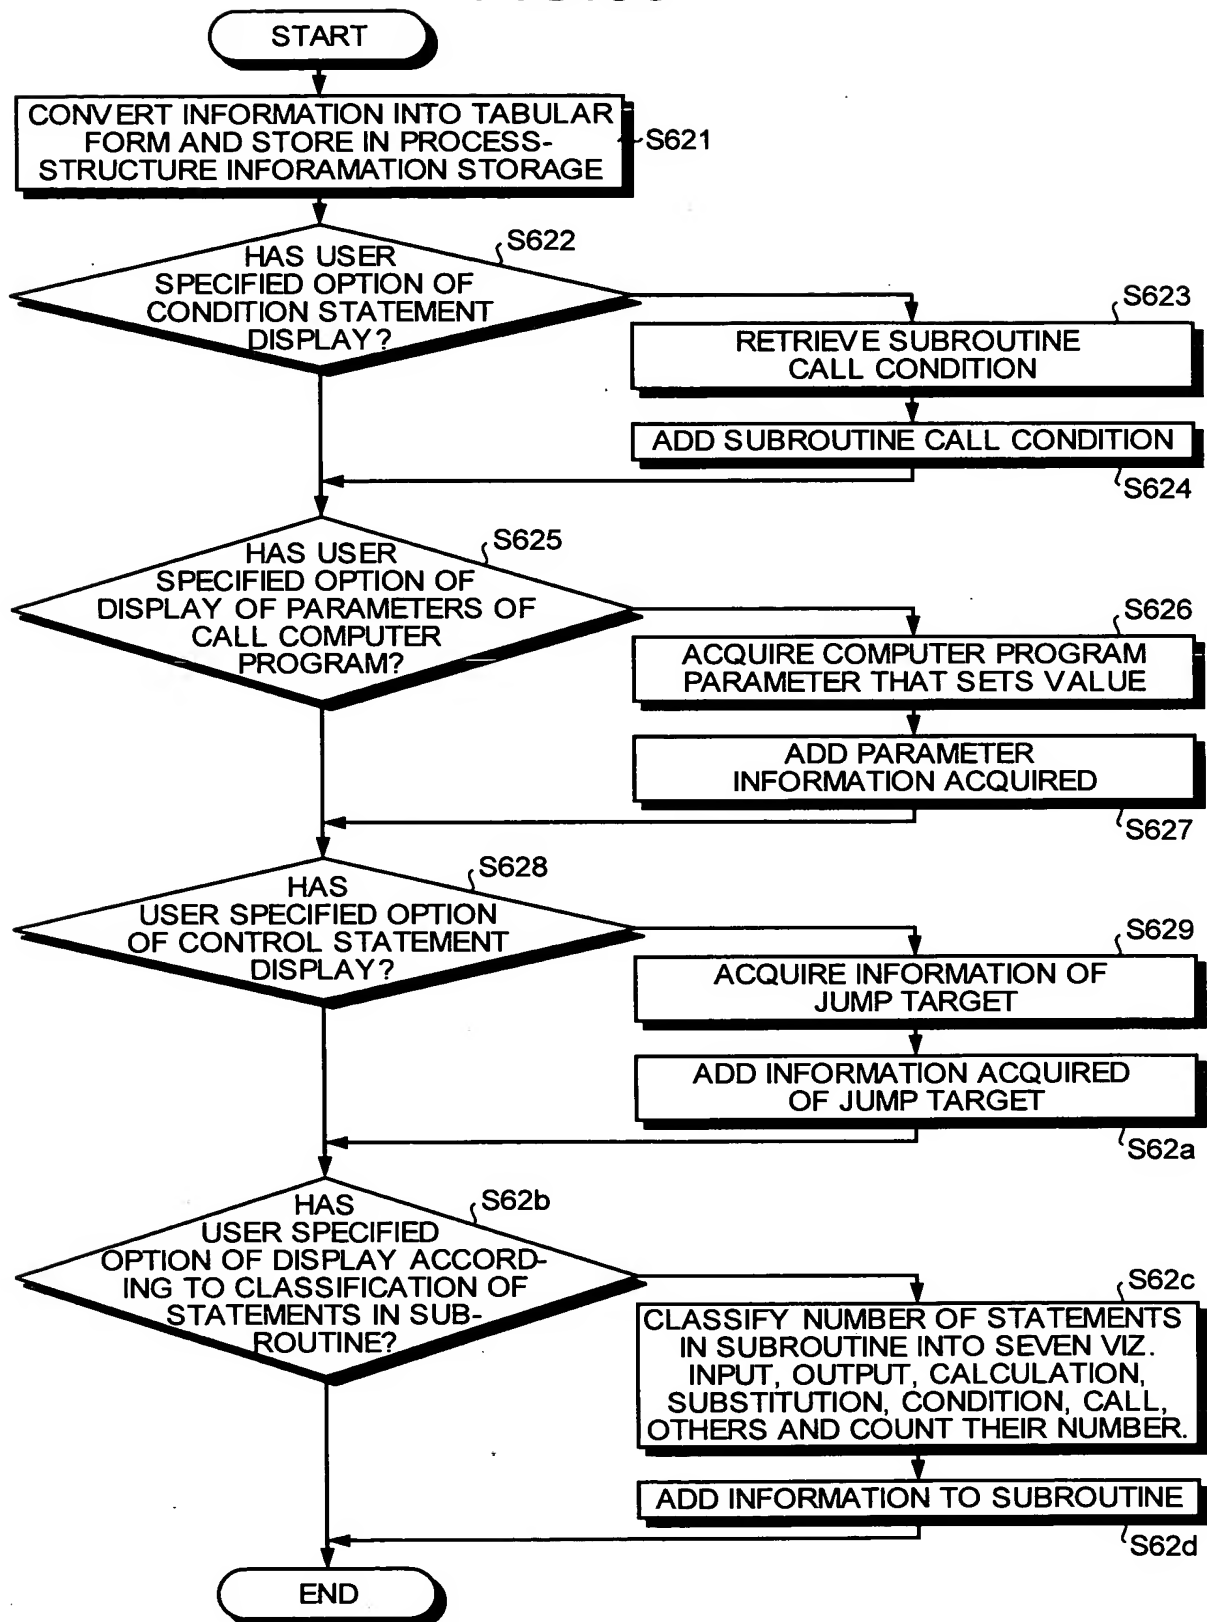 START
CONVERT INFORMATION INTO TABULAR
FORM AND STORE IN PROCESS-
STRUCTURE INFORAMATION STORAGE
S621
S622
HAS USER
SPECIFIED OPTION OF
CONDITION STATEMENT
DISPLAY?
S623
RETRIEVE SUBROUTINE
CALL CONDITION
ADD SUBROUTINE CALL CONDITION
S624
S625
HAS USER
SPECIFIED OPTION OF
DISPLAY OF PARAMETERS OF
CALL COMPUTER
PROGRAM?
S626
ACQUIRE COMPUTER PROGRAM
PARAMETER THAT SETS VALUE
ADD PARAMETER
INFORMATION ACQUIRED
S627
S628
HAS
USER SPECIFIED OPTION
OF CONTROL STATEMENT
DISPLAY?
S629
ACQUIRE INFORMATION OF
JUMP TARGET
ADD INFORMATION ACQUIRED
OF JUMP TARGET
S62a
S62b
HAS
USER SPECIFIED
OPTION OF DISPLAY ACCORD-
ING TO CLASSIFICATION OF
STATEMENTS IN SUB-
ROUTINE?
S62c
CLASSIFY NUMBER OF STATEMENTS
IN SUBROUTINE INTO SEVEN VIZ.
INPUT, OUTPUT, CALCULATION,
SUBSTITUTION, CONDITION, CALL,
OTHERS AND COUNT THEIR NUMBER.
ADD INFORMATION TO SUBROUTINE
S62d
END